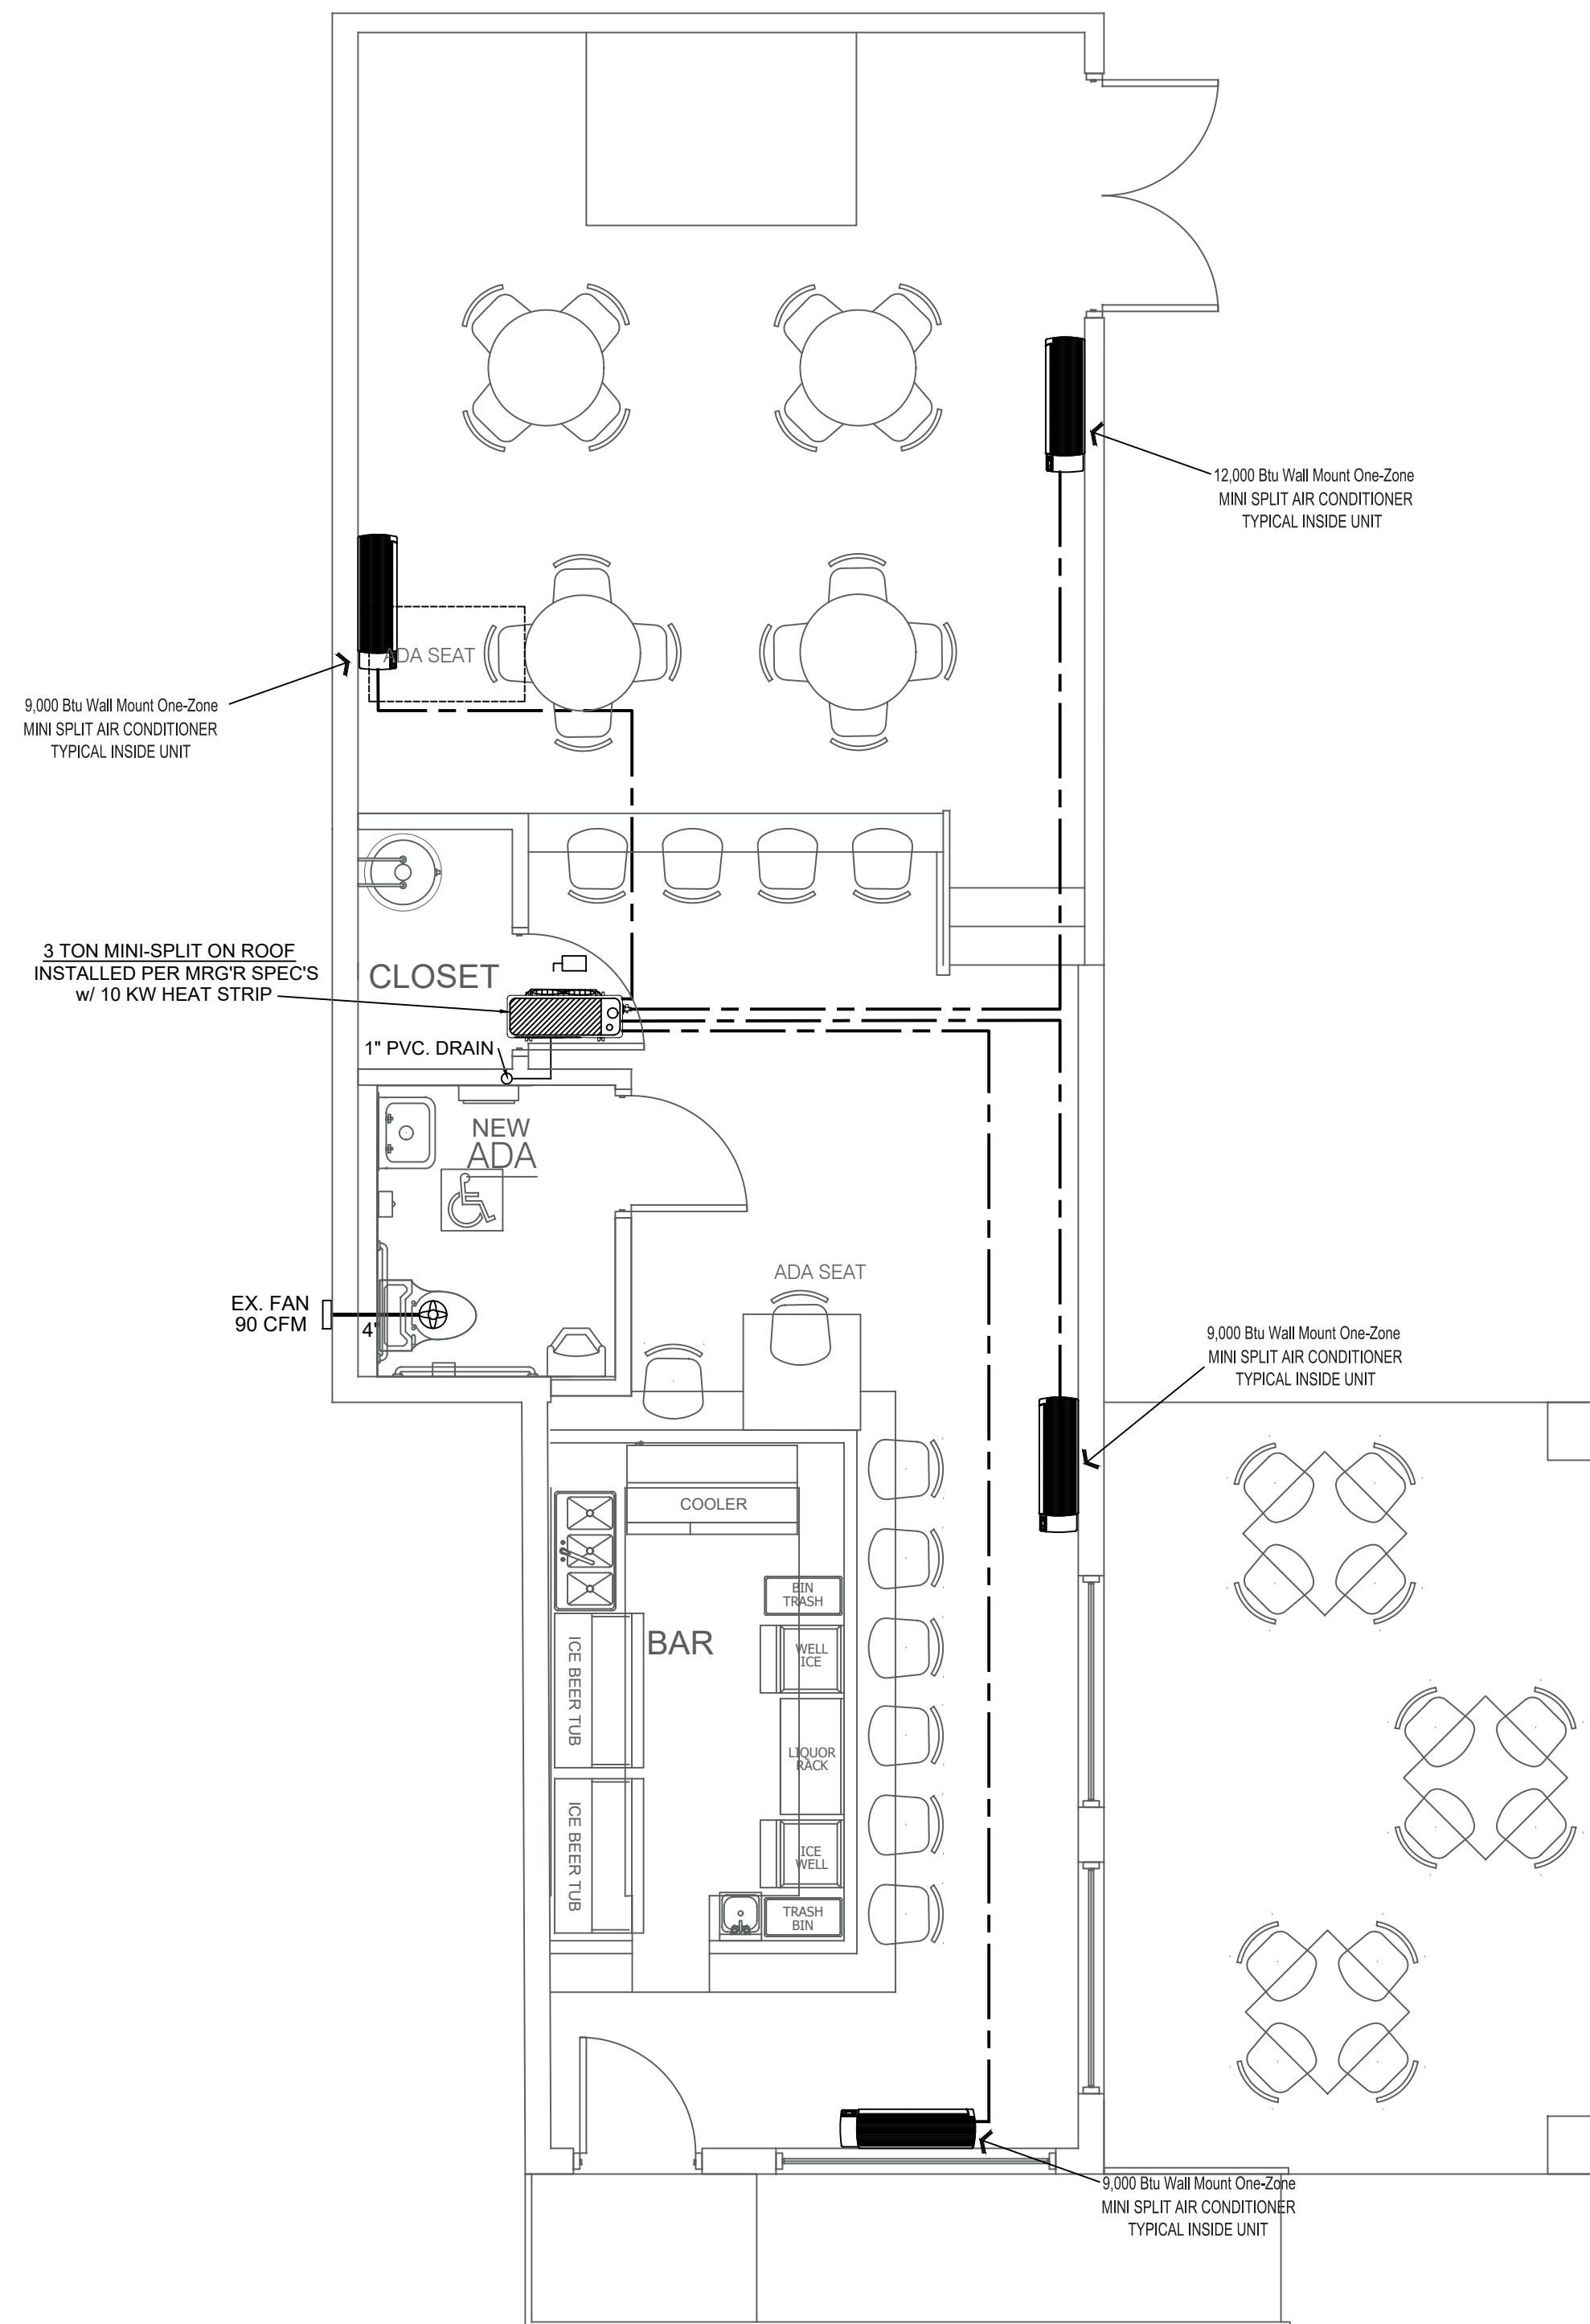 12,000 Btu Wall Mount One-Zone
MINI SPLIT AIR CONDITIONER
TYPICAL INSIDE UNIT
ADA SEAT
9,000 Btu Wall Mount One-Zone
MINI SPLIT AIR CONDITIONER
TYPICAL INSIDE UNIT
3 TON MINI-SPLIT ON ROOF
INSTALLED PER MRG'R SPEC'S
w/ 10 KW HEAT STRIP
CLOSET
1" PVC. DRAIN
NEW
ADA
ADA SEAT
EX. FAN
90 CFM
4"
9,000 Btu Wall Mount One-Zone
MINI SPLIT AIR CONDITIONER
TYPICAL INSIDE UNIT
COOLER
BIN
TRASH
BAR
WELL
ICE
ICE BEER TUB
LIQUOR
RACK
ICE BEER TUB
ICE
WELL
TRASH
BIN
9,000 Btu Wall Mount One-Zone
MINI SPLIT AIR CONDITIONER
TYPICAL INSIDE UNIT